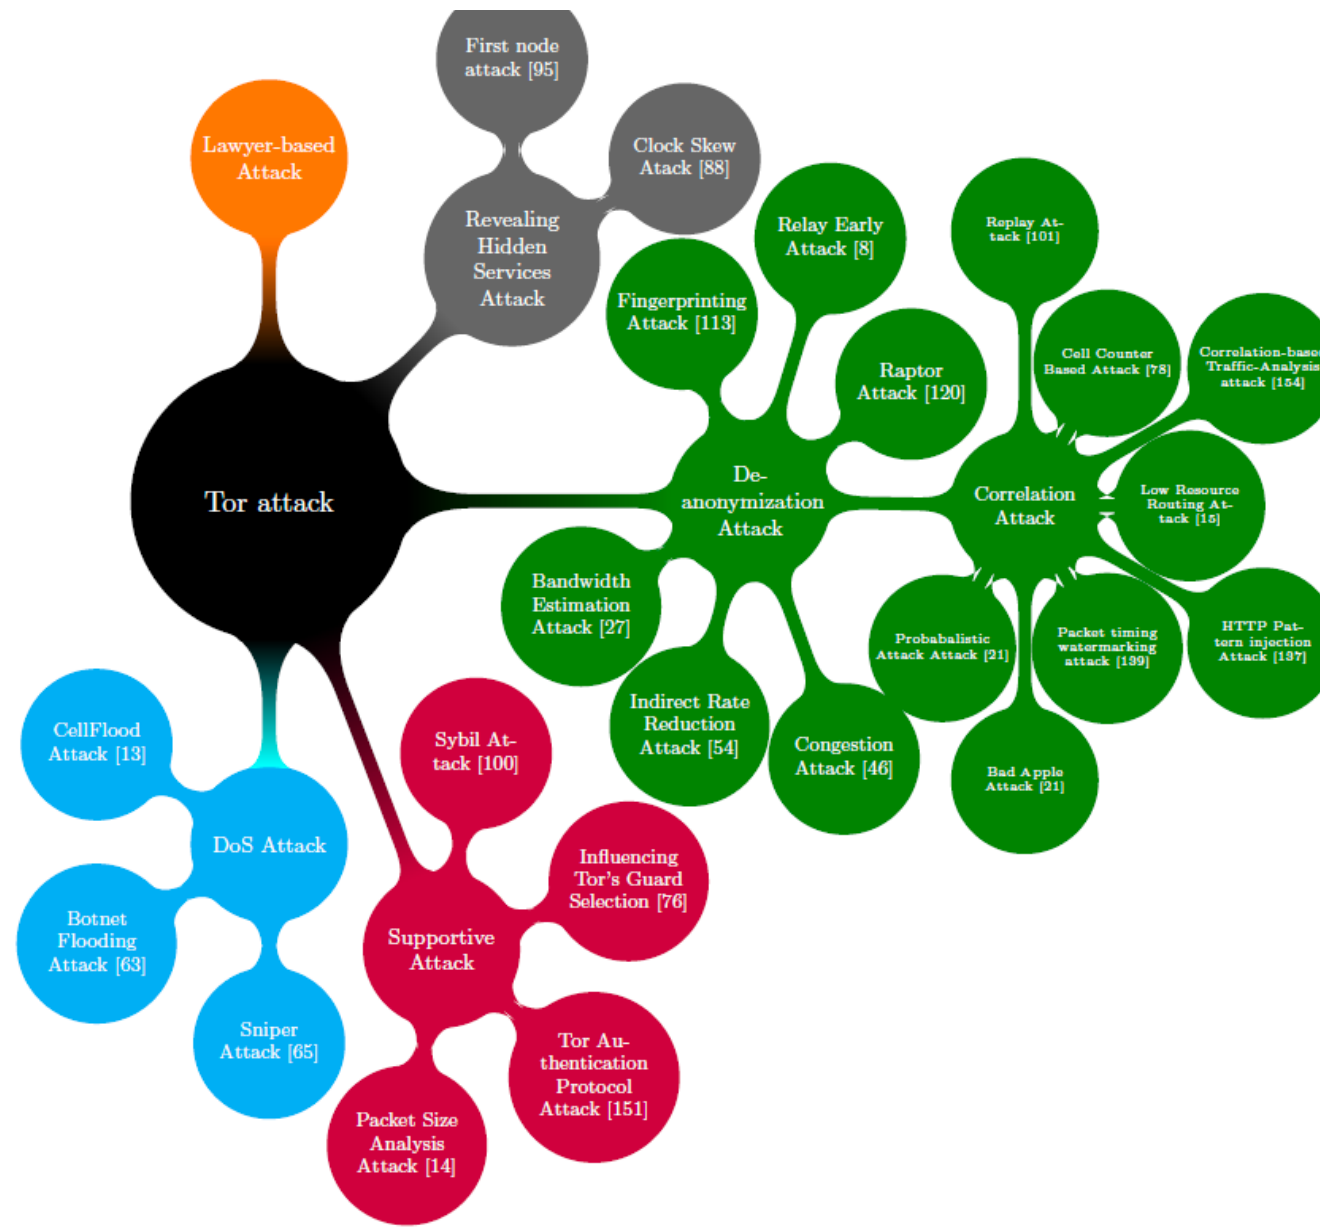 First node
attack [95]
Lawyer-based
Attack
Clock Skew
Atack [88]
Revealing
Hidden
Services
Attack
Relay Early
Attack [8]
Replay At-
tack [101]
Fingerprinting
Attack [113]
Raptor
Attack [120]
Cell Counter
Based Attack [78]
Correlation-based
Traffic-Analysis
attack [154]
Tor attack
De-
anonymization
Attack
Correlation
Attack
Low Resource
Routing At-
tack [15]
Bandwidth
Estimation
Attack [27]
Probabalistic
Attack Attack [21]
Packet timing
watermarking
attack [139]
HTTP Pat-
tern injection
Attack [137]
Indirect Rate
Reduction
Attack [54]
Congestion
Attack [46]
Bad Apple
Attack [21]
CellFlood
Attack [13]
Sybil At-
tack [100]
DoS Attack
Influencing
Tor's Guard
Selection [76]
Botnet
Flooding
Attack [63]
Supportive
Attack
Sniper
Attack [65]
Tor Au-
thentication
Protocol
Attack [151]
Packet Size
Analysis
Attack [14]